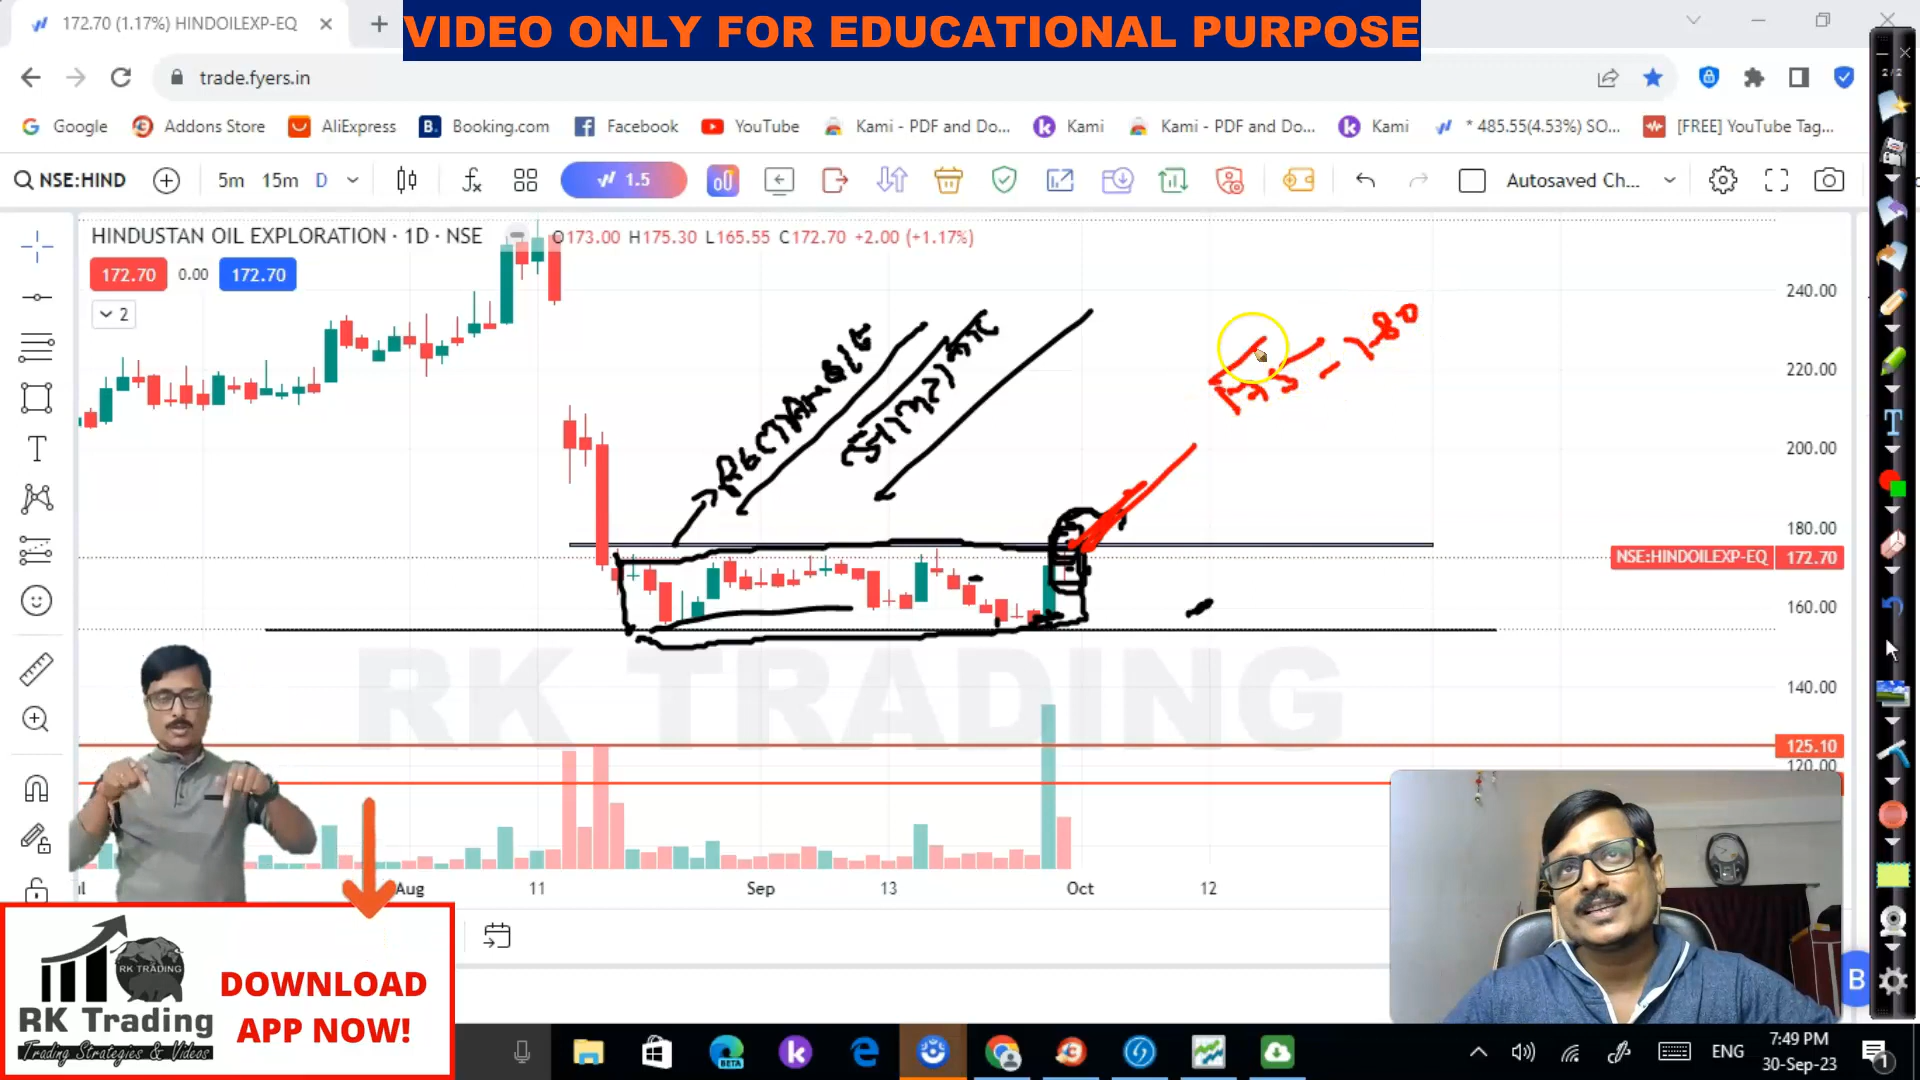 172.70 (1.17%) HINDOILEXP-EQ
VIDEO ONLY FOR EDUCATIONAL PURPOSE
trade.fyers.in
2/2
Google Addons Store AliExpress Booking.com Facebook YouTube Kami - PDF and Do... Kami Kami - PDF and Do... Kami * 485.55(4.53%) SO... [FREE] YouTube Tag...
NSE:HIND 5m 15m D 1.5 Autosaved Ch...
HINDUSTAN OIL EXPLORATION · 1D · NSE O173.00 H175.30 L165.55 C172.70 +2.00 (+1.17%)
172.70 0.00 172.70
2
240.00
220.00
200.00
180.00
NSE:HINDOILEXP-EQ 172.70
160.00
140.00
125.10
120.00
RK TRADING
Aug 11 Sep 13 Oct 12
RK TRADING
RK Trading
Trading Strategies & Videos
DOWNLOAD
APP NOW!
B
BETA
ENG
7:49 PM
30-Sep-23
1